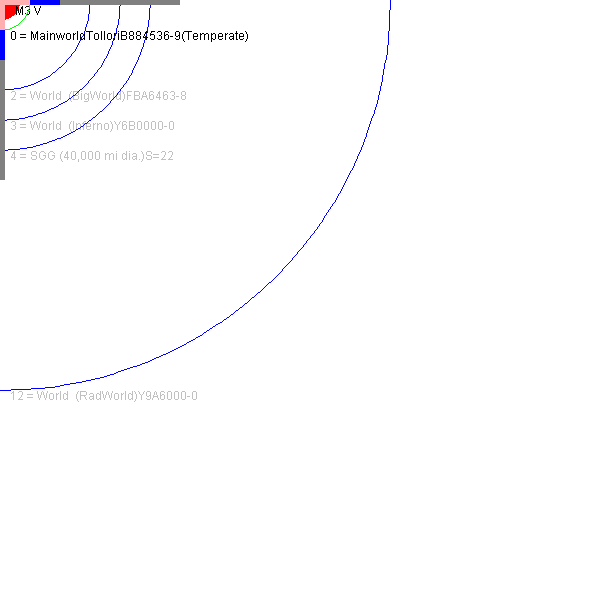 M3 V
0 = MainworldTolloriB884536-9(Temperate)
2 = World  (BigWorld)FBA6463-8
3 = World  (Inferno)Y6B0000-0
4 = SGG (40,000 mi dia.)S=22
12 = World  (RadWorld)Y9A6000-0